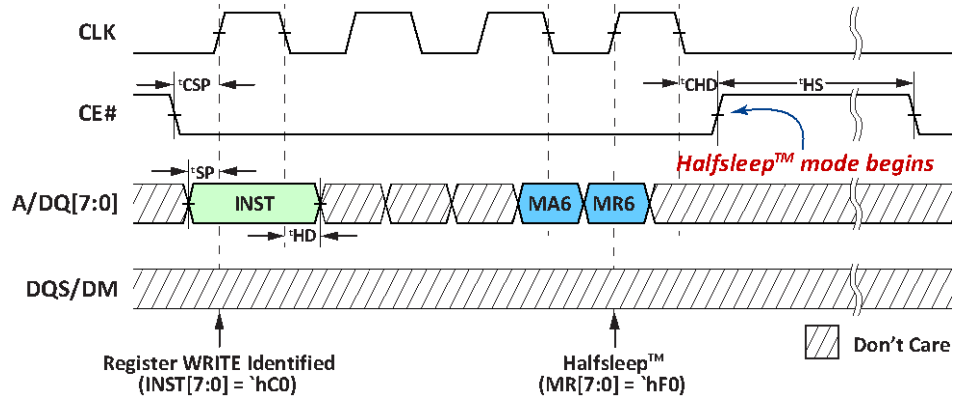 CLK
tCSP
tCHD
tHS
CE#
Halfsleep™ mode begins
tSP
A/DQ[7:0]
INST
MA6
MR6
tHD
DQS/DM
Register WRITE Identified
(INST[7:0] = `hC0)
Halfsleep™
(MR[7:0] = `hF0)
Don't Care